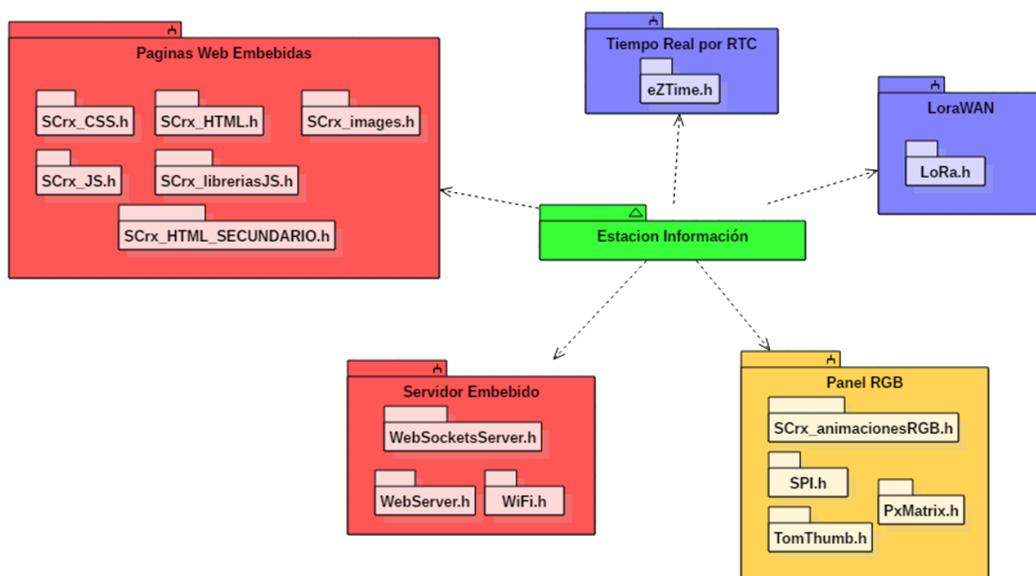 Paginas Web Embebidas
SCrx_CSS.h
SCrx_HTML.h
SCrx_images.h
SCrx_JS.h
SCrx_libreriasJS.h
SCrx_HTML_SECUNDARIO.h
Tiempo Real por RTC
eZTime.h
LoraWAN
LoRa.h
Estacion Información
Servidor Embebido
WebSocketsServer.h
WebServer.h
WiFi.h
Panel RGB
SCrx_animacionesRGB.h
SPI.h
PxMatrix.h
TomThumb.h